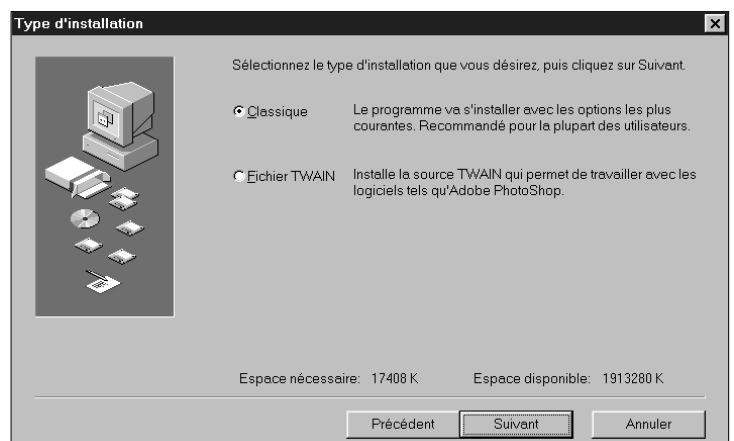 Type d'installation
Sélectionnez le type d'installation que vous désirez, puis cliquez sur Suivant.
Classique
Le programme va s'installer avec les options les plus
courantes. Recommandé pour la plupart des utilisateurs.
Fichier TWAIN
Installe la source TWAIN qui permet de travailler avec les
logiciels tels qu'Adobe PhotoShop.
Espace nécessaire: 17408 K
Espace disponible: 1913280 K
Précédent
Suivant
Annuler